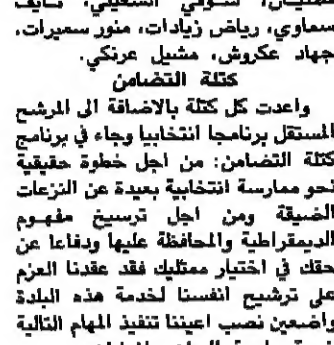 سماوي، رياض زيادات، منور سميرات،
جهاد عكروش، مشيل عرنكي.
كتلة التضامن
واعدت كل كتلة بالاضافة الى المرشح
المستقل برنامجا انتخابيا وجاء في برنامج
كتلة التضامن: من اجل خطوة حقيقية
نحو ممارسة انتخابية بعيدة عن النزعات
الضيقة ومن اجل ترسيخ مفهوم
الديمقراطية والمحافظة عليها ودفاعا عن
حقك في اختيار ممثليك فقد عقدنا العزم
على ترشيح انفسنا لخدمة هذه البلدة
واضعين نصب اعيننا تنفيذ المهام التالية